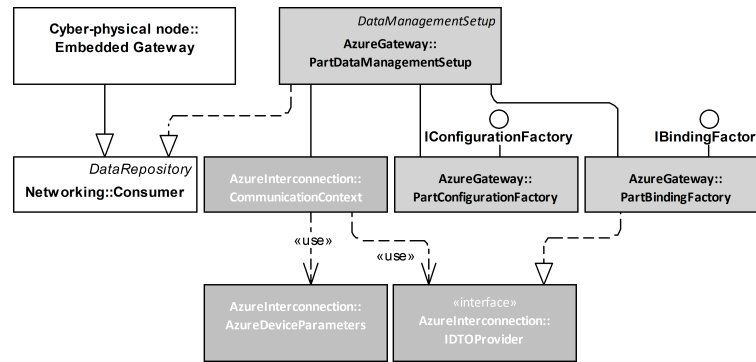 Cyber-physical node::
Embedded Gateway
DataManagementSetup
AzureGateway::
PartDataManagementSetup
IConfigurationFactory
IBindingFactor
DataRepository
Networking::Consumer
AzureInterconnection::
CommunicationContext
AzureGateway::
PartConfigurationFactory
AzureGateway::
PartBindingFactory
«use»
«use»
AzureInterconnection::
AzureDeviceParameters
«interface»
AzureInterconnection::
IDTOProvider